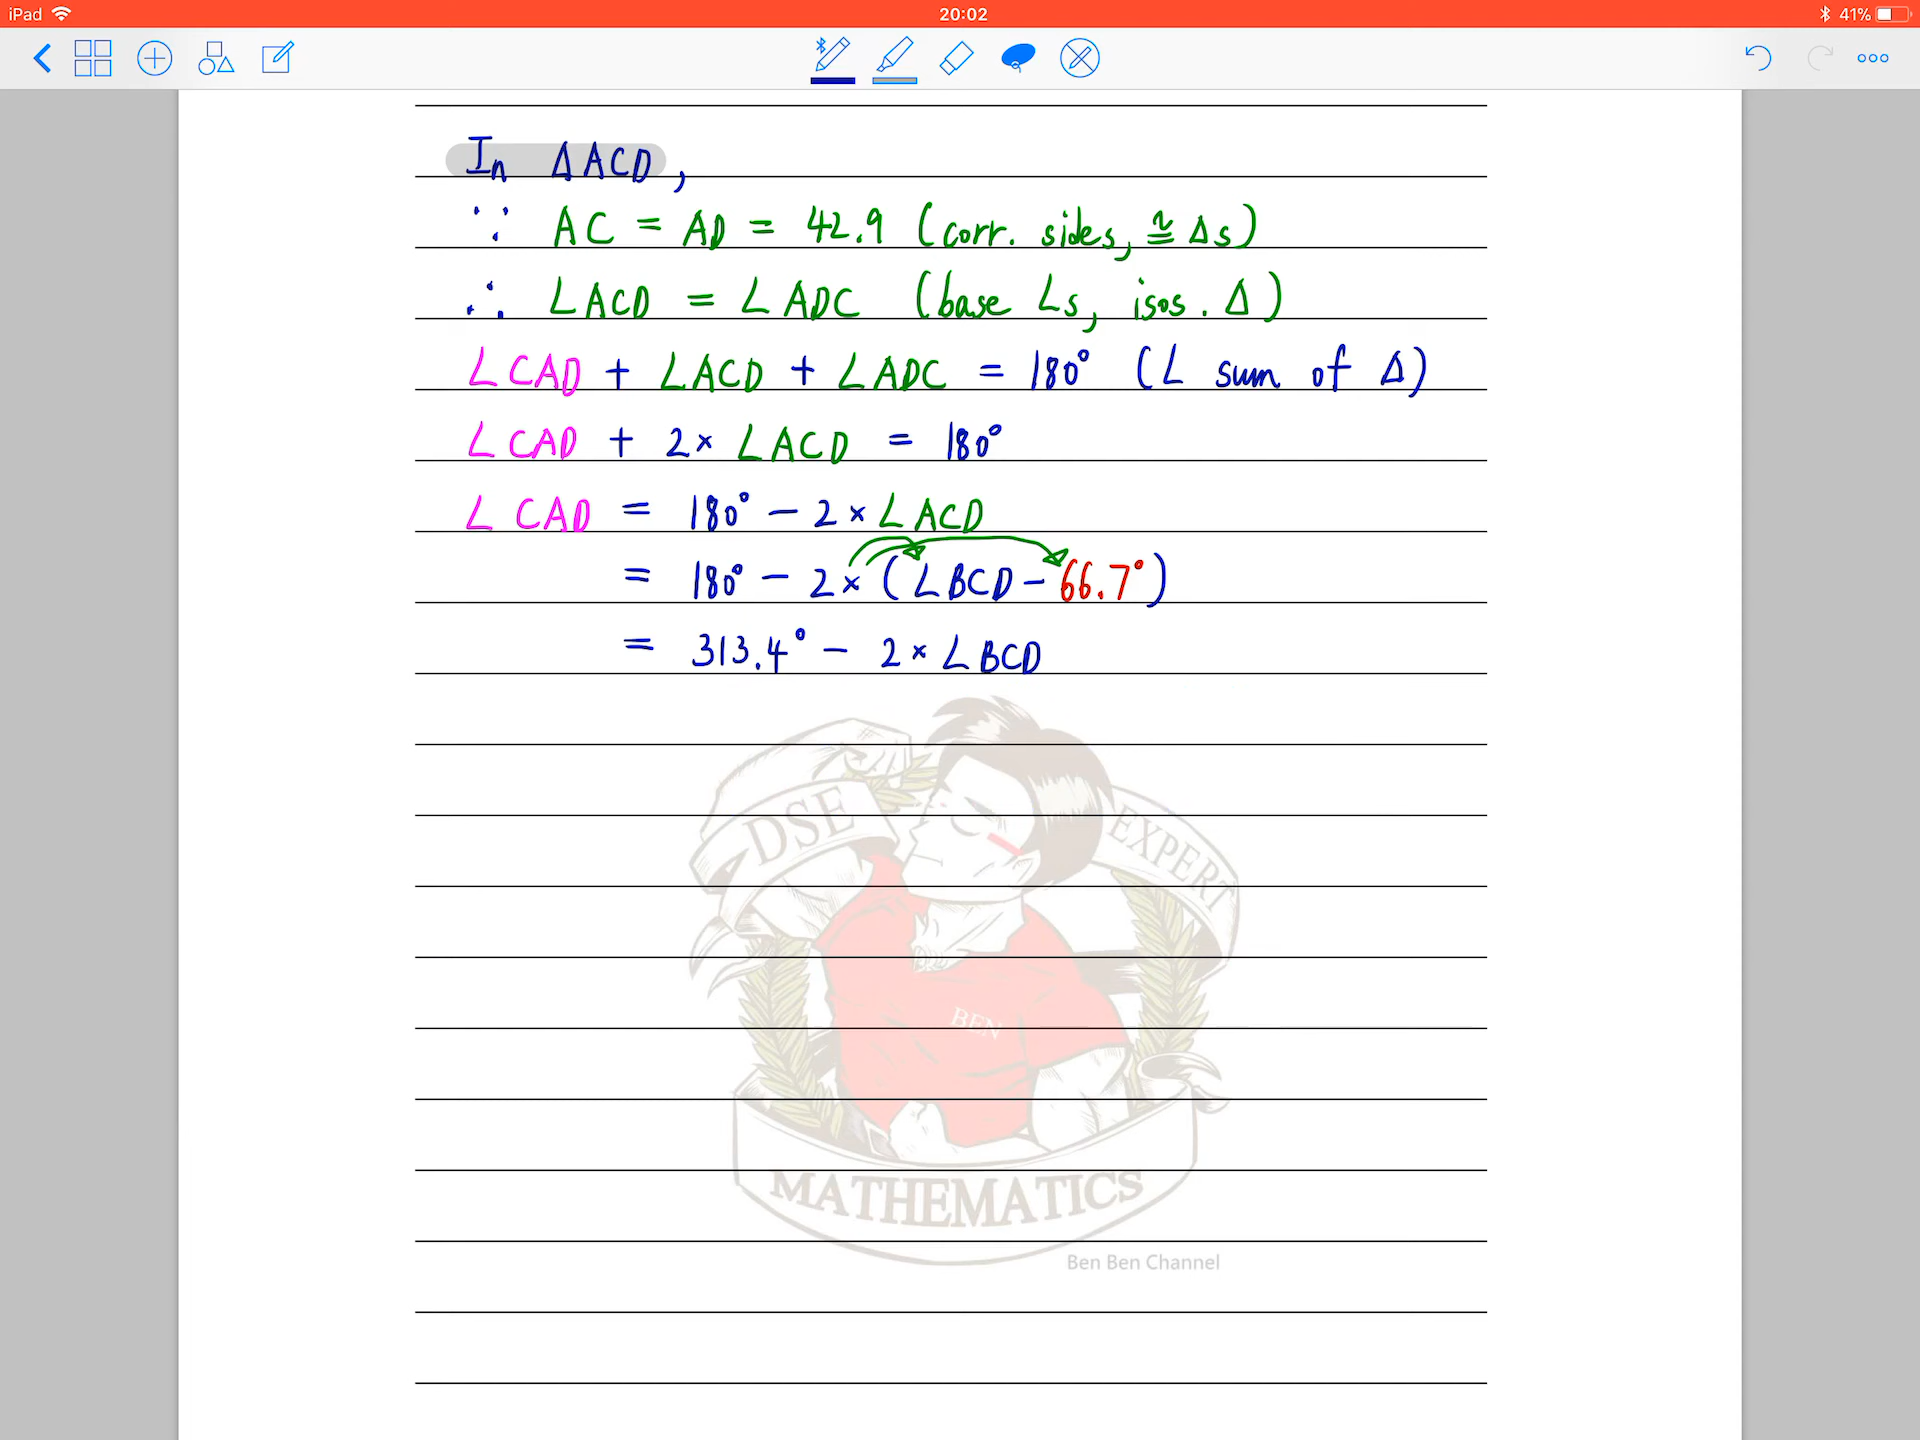 iPad
20:02
41%
In ΔACD,
∵ AC = AD = 42.9 (corr. sides, ≅ Δs)
∴ ∠ACD = ∠ADC (base ∠s, isos. Δ)
∠CAD + ∠ACD + ∠ADC = 180° (∠ sum of Δ)
∠CAD + 2× ∠ACD = 180°
∠CAD = 180° − 2 × ∠ACD
= 180° − 2 × (∠BCD − 66.7°)
= 313.4° − 2 × ∠BCD
DSE EXPERT
BEN
MATHEMATICS
Ben Ben Channel